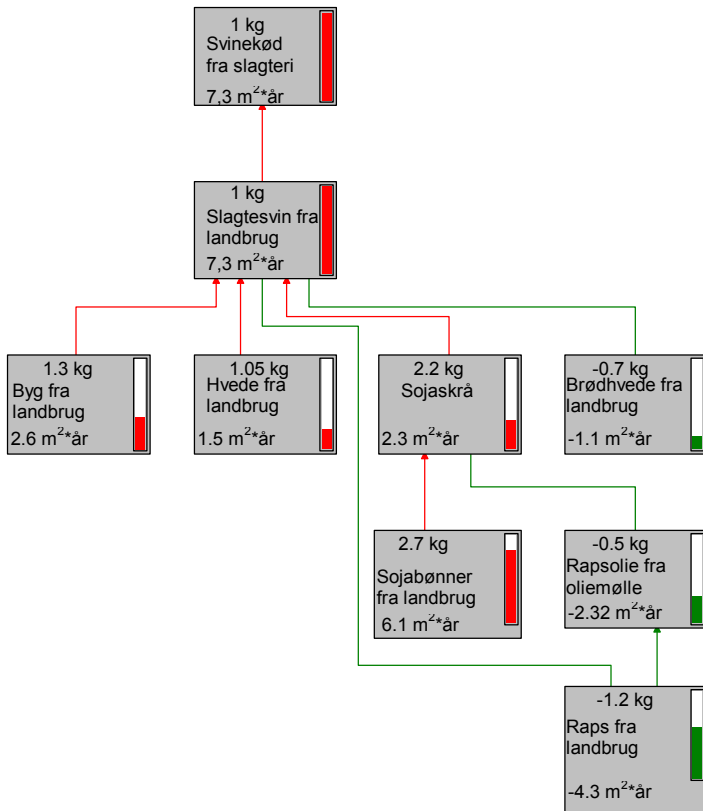 1 kg
Svinekød
fra slagteri
7,3 m²*år
1 kg
Slagtesvin fra
landbrug
7,3 m²*år
1.3 kg
Byg fra
landbrug
2.6 m²*år
1.05 kg
Hvede fra
landbrug
1.5 m²*år
2.2 kg
Sojaskrå
2.3 m²*år
-0.7 kg
Brødhvede fra
landbrug
-1.1 m²*år
2.7 kg
Sojabønner
fra landbrug
6.1 m²*år
-0.5 kg
Rapsolie fra
oliemølle
-2.32 m²*år
-1.2 kg
Raps fra
landbrug
-4.3 m²*år